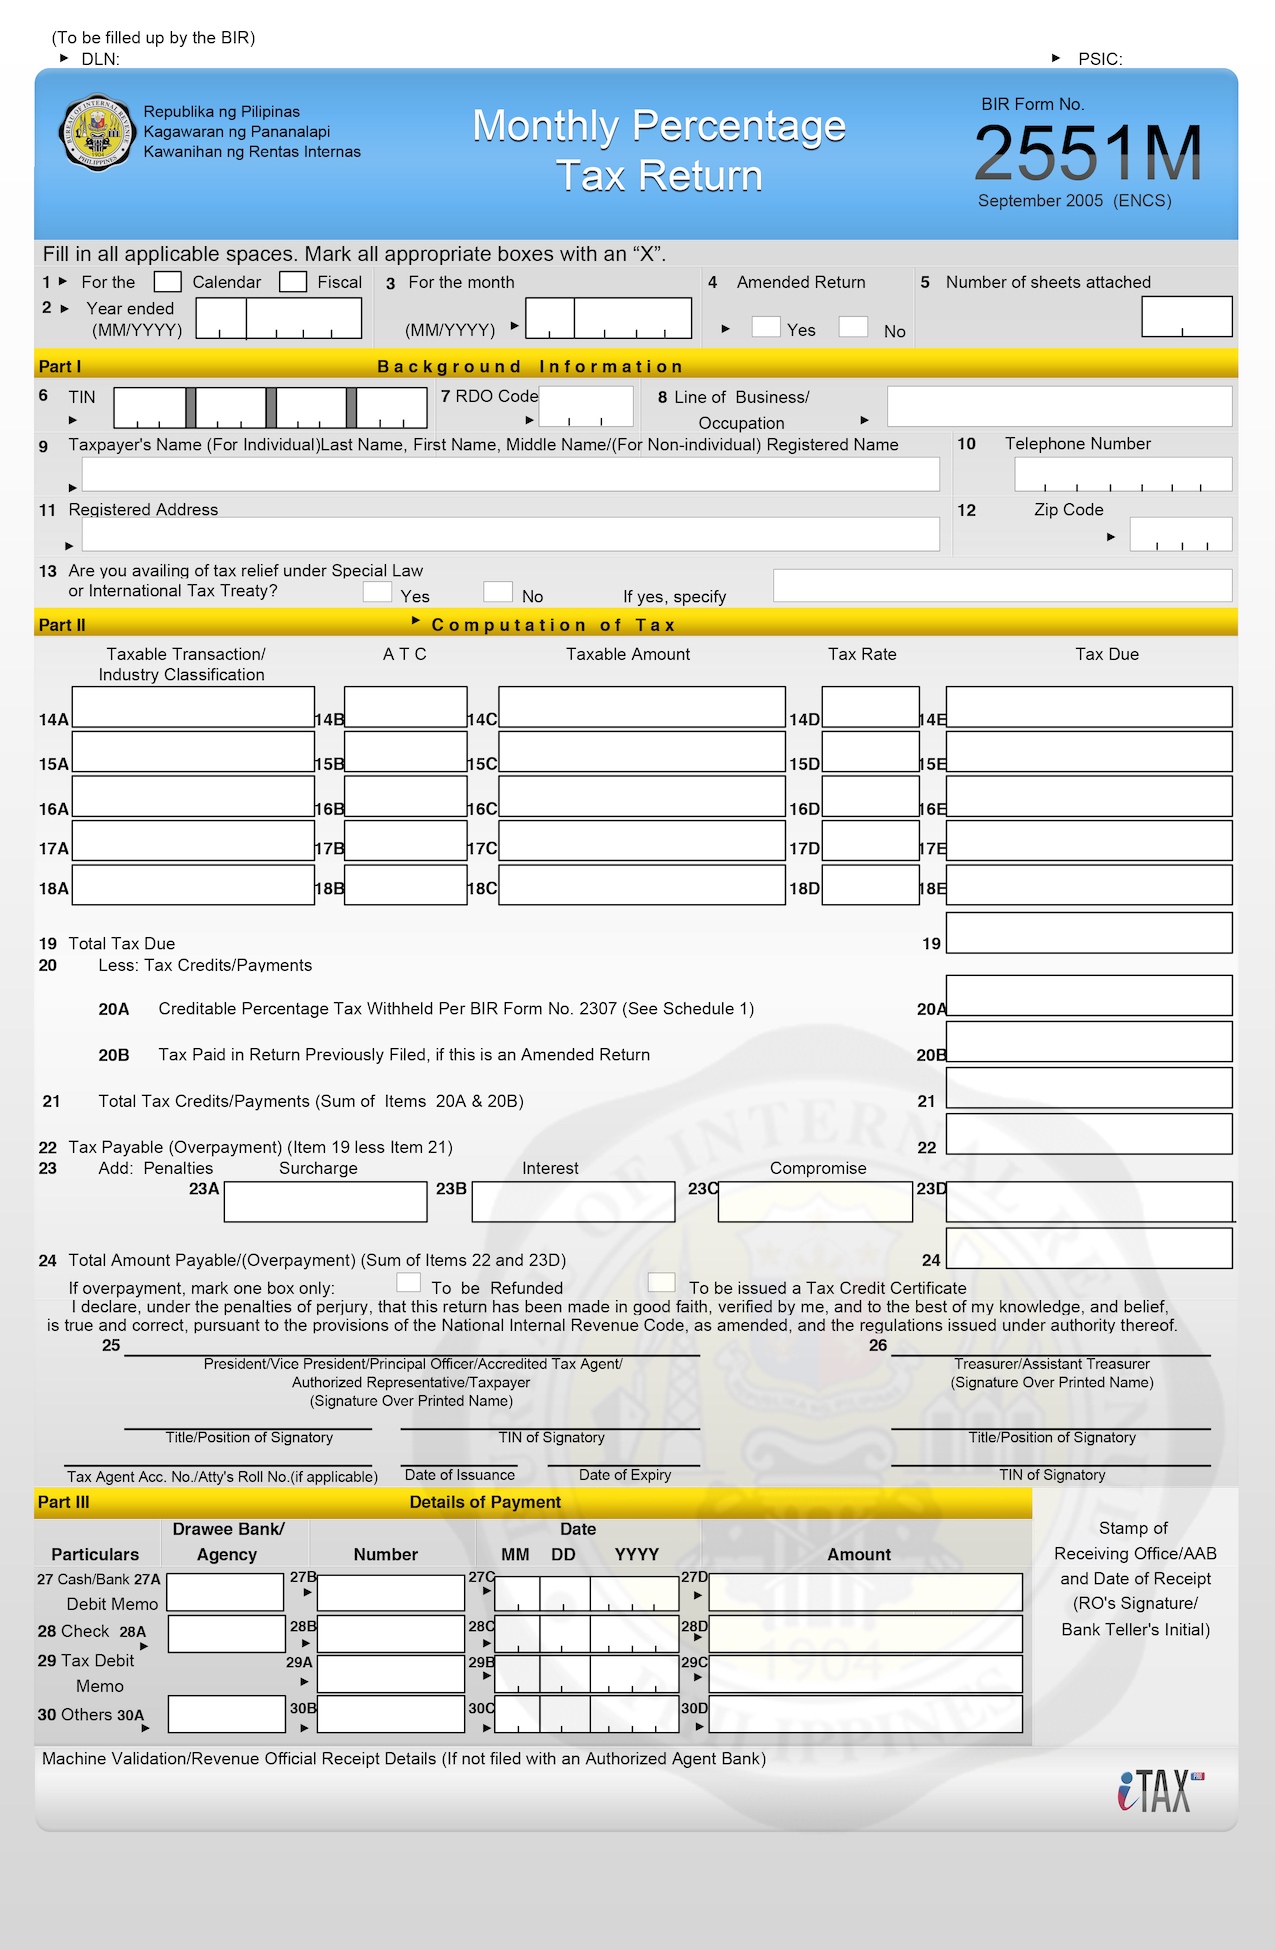 (To be filled up by the BIR)
DLN: PSIC:
Republika ng Pilipinas
Kagawaran ng Pananalapi
Kawanihan ng Rentas Internas
Monthly Percentage
Tax Return
BIR Form No.
2551M
September 2005 (ENCS)
Fill in all applicable spaces. Mark all appropriate boxes with an “X”.
1 For the Calendar Fiscal
2 Year ended
(MM/YYYY)
3 For the month
(MM/YYYY)
4 Amended Return
Yes No
5 Number of sheets attached
Part I Background Information
6 TIN
7 RDO Code
8 Line of Business/
Occupation
9 Taxpayer's Name (For Individual)Last Name, First Name, Middle Name/(For Non-individual) Registered Name
10 Telephone Number
11 Registered Address
12 Zip Code
13 Are you availing of tax relief under Special Law
or International Tax Treaty? Yes No If yes, specify
Part II Computation of Tax
Taxable Transaction/
Industry Classification
A T C Taxable Amount Tax Rate Tax Due
14A 14B 14C 14D 14E
15A 15B 15C 15D 15E
16A 16B 16C 16D 16E
17A 17B 17C 17D 17E
18A 18B 18C 18D 18E
19 Total Tax Due 19
20 Less: Tax Credits/Payments
20A Creditable Percentage Tax Withheld Per BIR Form No. 2307 (See Schedule 1) 20A
20B Tax Paid in Return Previously Filed, if this is an Amended Return 20B
21 Total Tax Credits/Payments (Sum of Items 20A & 20B) 21
22 Tax Payable (Overpayment) (Item 19 less Item 21) 22
23 Add: Penalties Surcharge Interest Compromise
23A 23B 23C 23D
24 Total Amount Payable/(Overpayment) (Sum of Items 22 and 23D) 24
If overpayment, mark one box only: To be Refunded To be issued a Tax Credit Certificate
I declare, under the penalties of perjury, that this return has been made in good faith, verified by me, and to the best of my knowledge, and belief,
is true and correct, pursuant to the provisions of the National Internal Revenue Code, as amended, and the regulations issued under authority thereof.
25 26
President/Vice President/Principal Officer/Accredited Tax Agent/
Authorized Representative/Taxpayer
(Signature Over Printed Name)
Treasurer/Assistant Treasurer
(Signature Over Printed Name)
Title/Position of Signatory TIN of Signatory Title/Position of Signatory
Tax Agent Acc. No./Atty's Roll No.(if applicable) Date of Issuance Date of Expiry TIN of Signatory
Part III Details of Payment
Particulars
Drawee Bank/
Agency
Number
Date
MM DD YYYY
Amount
Stamp of
Receiving Office/AAB
and Date of Receipt
(RO's Signature/
Bank Teller's Initial)
27 Cash/Bank 27A 27B 27C 27D
Debit Memo
28 Check 28A 28B 28C 28D
29 Tax Debit 29A 29B 29C
Memo
30 Others 30A 30B 30C 30D
Machine Validation/Revenue Official Receipt Details (If not filed with an Authorized Agent Bank)
iTAX PRO
BUREAU OF INTERNAL REVENUE
1904
PHILIPPINES